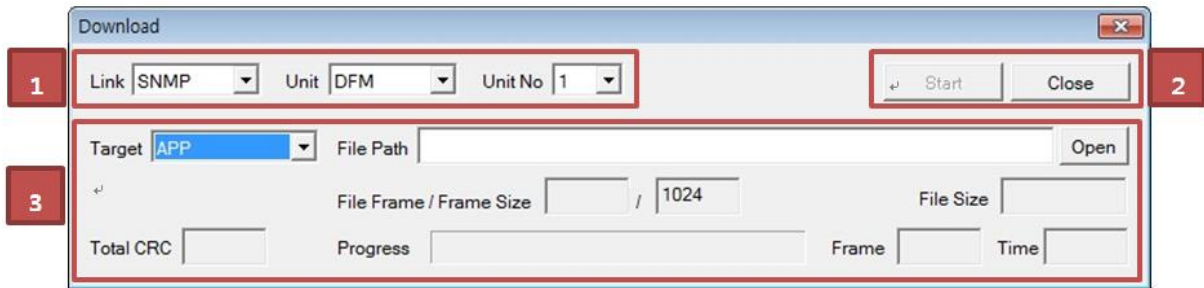 Download
1
Link SNMP Unit DFM Unit No 1
Start Close
2
Target APP File Path Open
3
File Frame / Frame Size / 1024 File Size
Total CRC Progress Frame Time